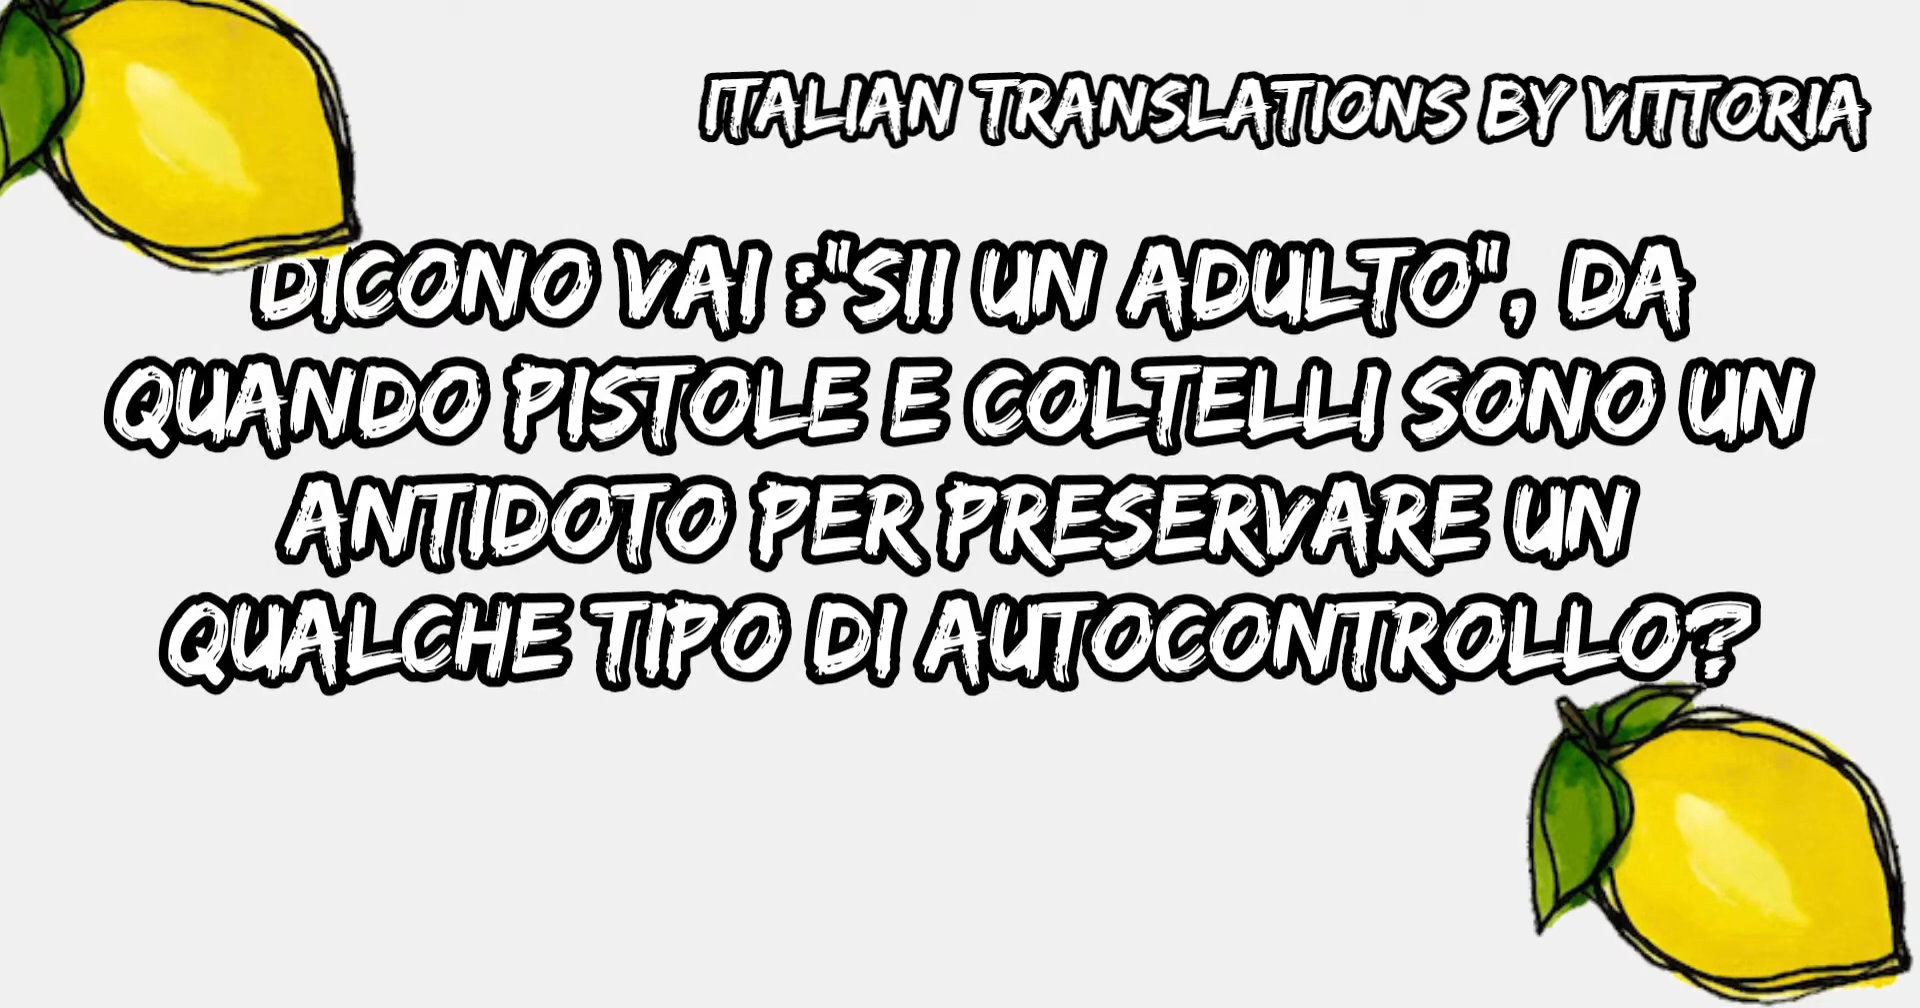 ITALIAN TRANSLATIONS BY VITTORIA
DICONO VAI :"SII UN ADULTO", DA
QUANDO PISTOLE E COLTELLI SONO UN
ANTIDOTO PER PRESERVARE UN
QUALCHE TIPO DI AUTOCONTROLLO?